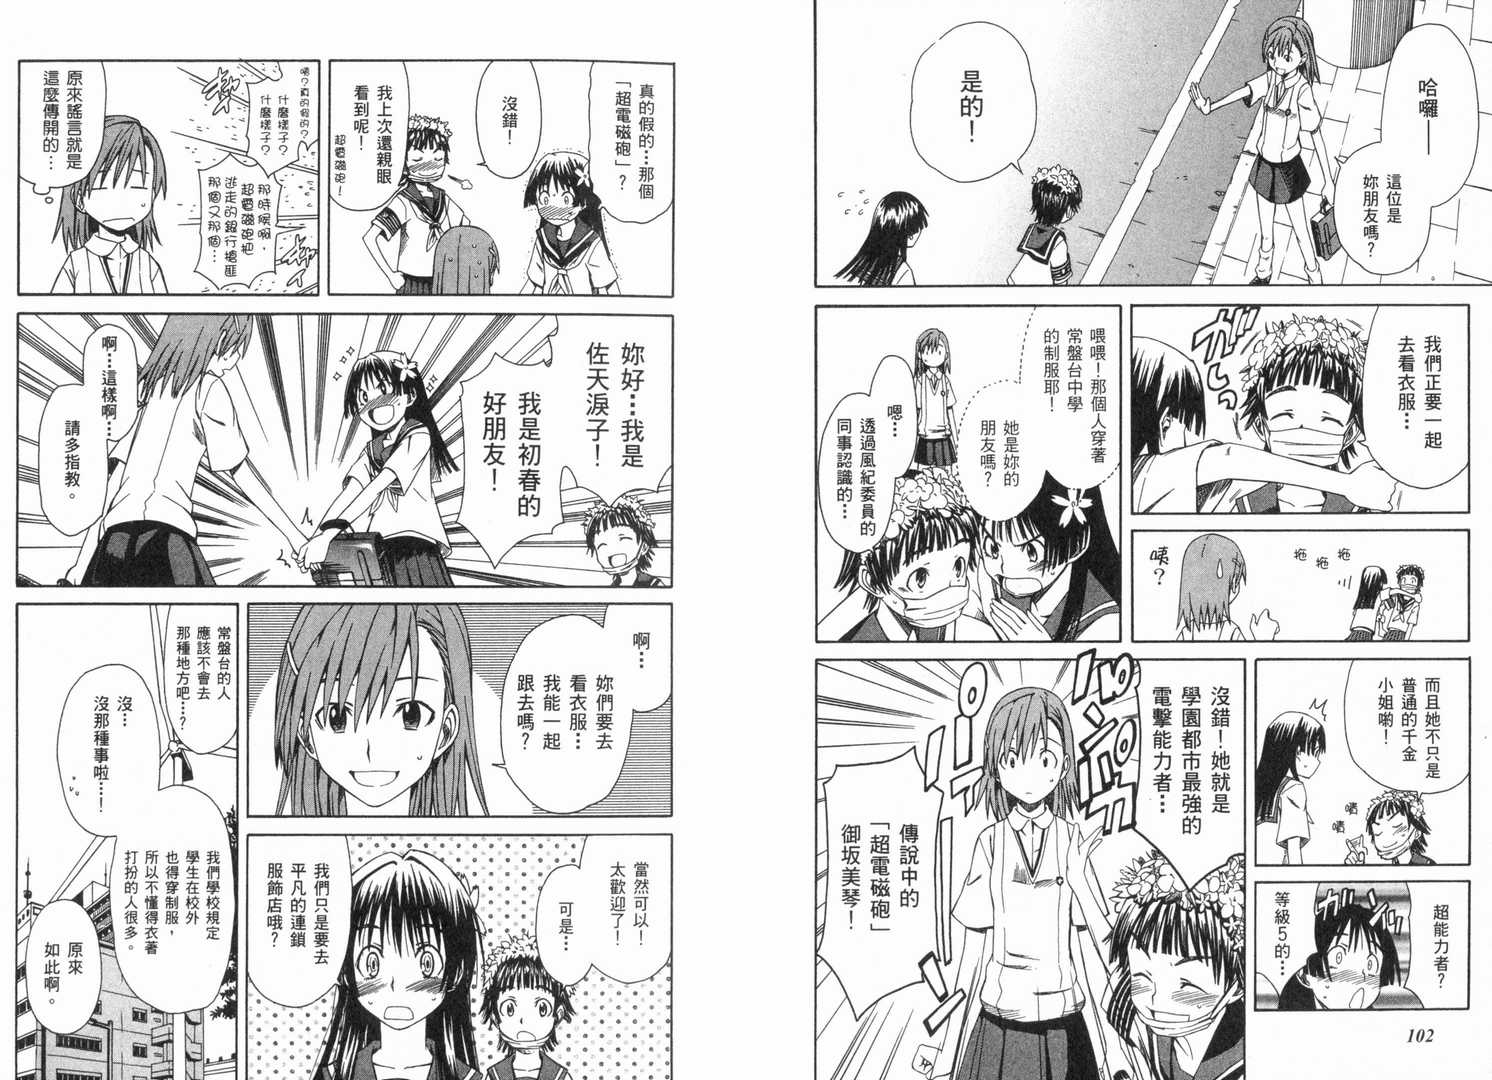 哈囉——
這位是
妳朋友嗎？
是的！
我們正要一起
去看衣服…
喂喂！那個人穿著
常盤台中學
的制服耶！
她是妳的
朋友嗎？
嗯…
透過風紀委員的
同事認識的…
拖
拖
拖
咦？
而且她不只是
普通的千金
小姐喲！
嘖
嘖
超能力者？
等級5的…
沒錯！她就是
學園都市最強的
電擊能力者…
傳說中的
「超電磁砲」
御坂美琴！
102
真的假的…那個
「超電磁砲」？
沒錯！
我上次還親眼
看到呢！
超電磁砲！
咦？真的假的？
什麼樣子？
什麼樣子？
那時候啊，
超電磁砲把
逃走的銀行搶匪
那個又那個…
原來謠言就是
這麼傳開的…
妳好…我是
佐天淚子！
我是初春的
好朋友！
啊…這樣啊…
請多指教。
啊…
妳們要去
看衣服…
我能一起
跟去嗎？
當然可以！
太歡迎了！
可是…
我們只是要去
平凡的連鎖
服飾店哦？
常盤台的人
應該不會去
那種地方吧…？
沒…
沒那種事啦…！
我們學校規定
學生在校外
也得穿制服，
所以不懂得衣著
打扮的人很多。
原來
如此啊。